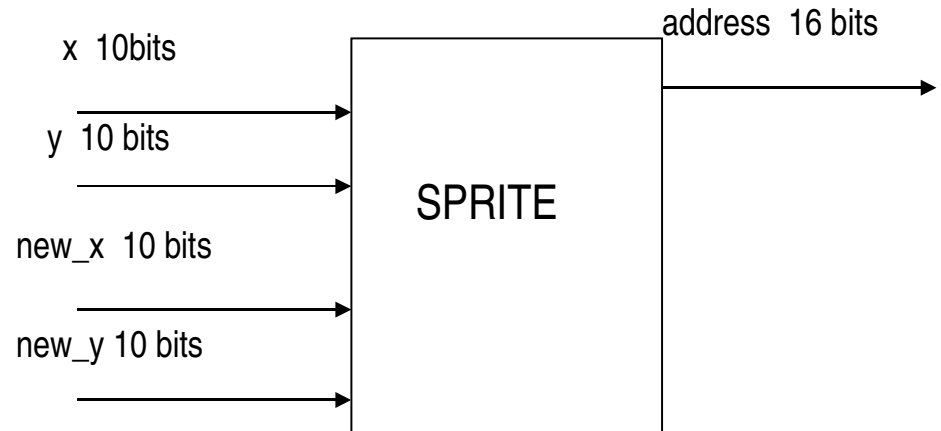 x 10bits
address 16 bits
y 10 bits
SPRITE
new_x 10 bits
new_y 10 bits